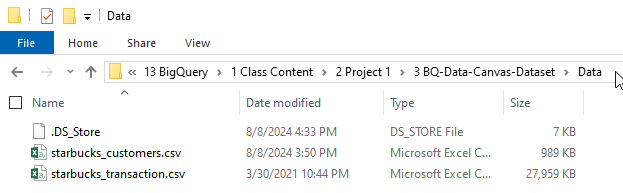 Data
File Home Share View
« 13 BigQuery > 1 Class Content > 2 Project 1 > 3 BQ-Data-Canvas-Dataset > Data
Name Date modified Type Size
.DS_Store 8/8/2024 4:33 PM DS_STORE File 7 KB
starbucks_customers.csv 8/8/2024 3:50 PM Microsoft Excel C... 989 KB
starbucks_transaction.csv 3/30/2021 10:44 PM Microsoft Excel C... 27,959 KB